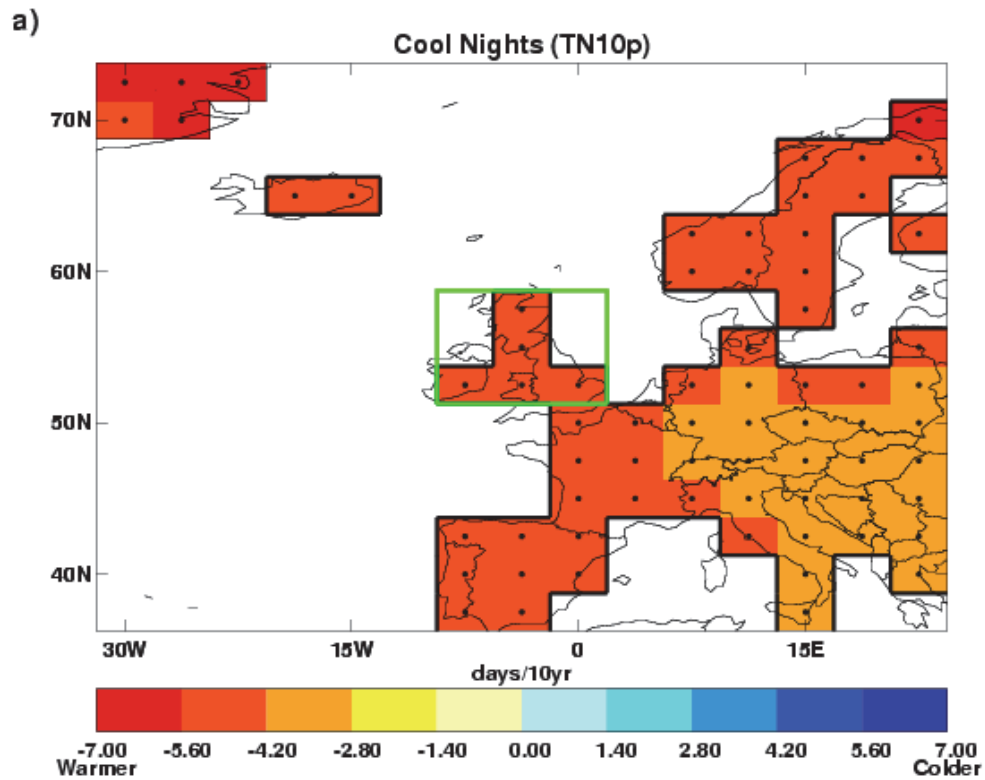 a)
Cool Nights (TN10p)
70N
60N
50N
40N
30W 15W 0 15E
days/10yr
-7.00 -5.60 -4.20 -2.80 -1.40 0.00 1.40 2.80 4.20 5.60 7.00
Warmer Colder